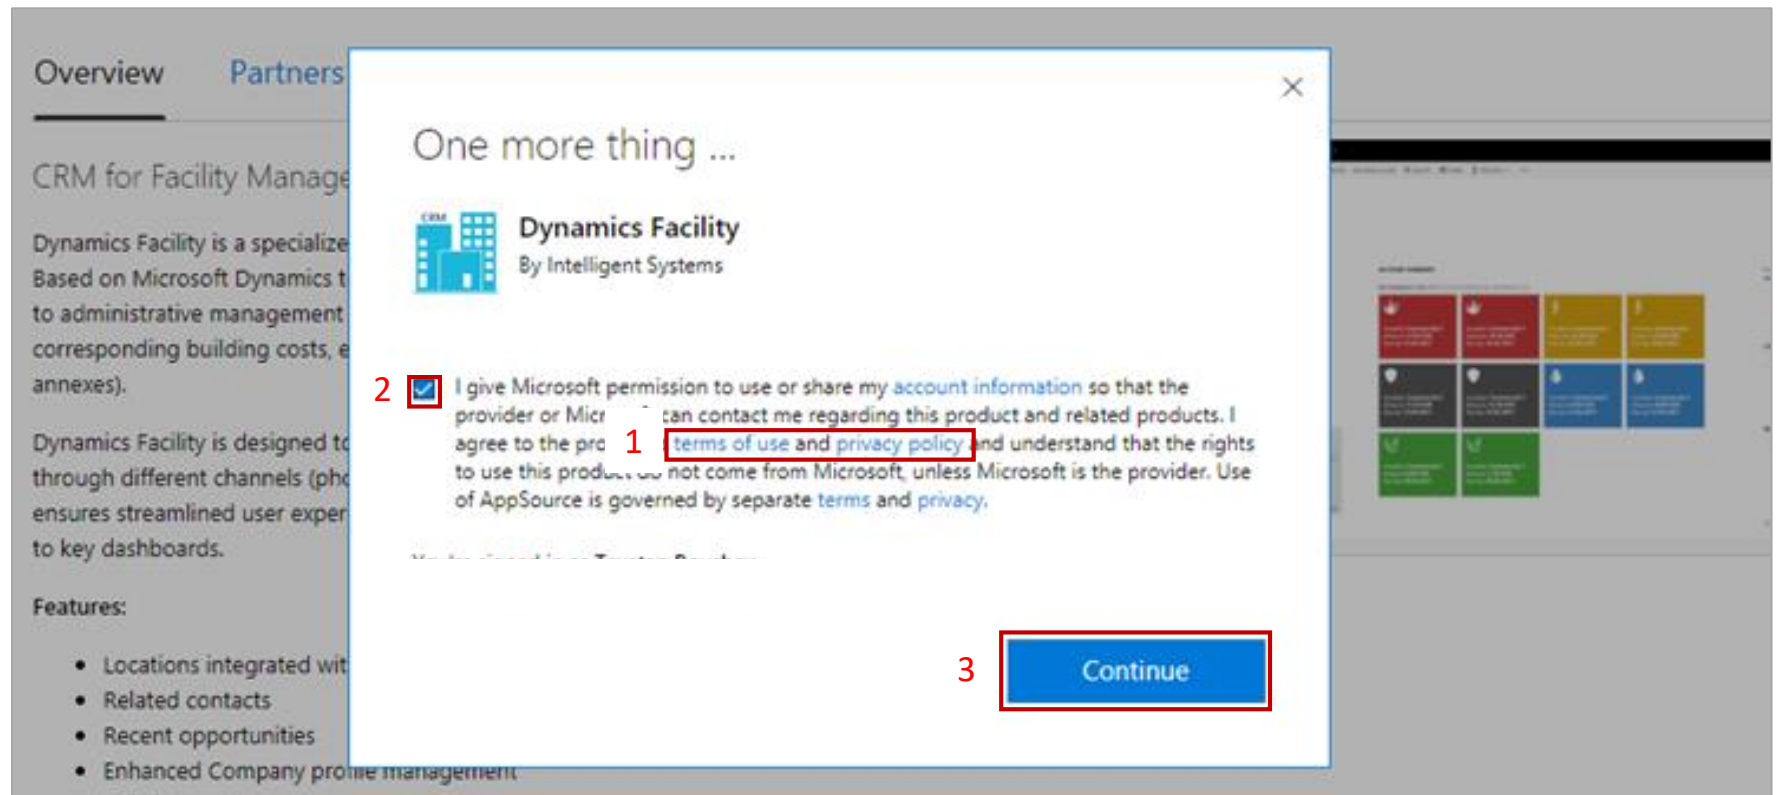 Overview Partners
CRM for Facility Manage
Dynamics Facility is a specialize
Based on Microsoft Dynamics t
to administrative management
corresponding building costs, e
annexes).
Dynamics Facility is designed to
through different channels (pho
ensures streamlined user exper
to key dashboards.
Features:
• Locations integrated wit
• Related contacts
• Recent opportunities
• Enhanced Company profile management
One more thing ...
CRM
Dynamics Facility
By Intelligent Systems
2 I give Microsoft permission to use or share my account information so that the
provider or Micr can contact me regarding this product and related products. I
agree to the pro 1 terms of use and privacy policy and understand that the rights
to use this product do not come from Microsoft, unless Microsoft is the provider. Use
of AppSource is governed by separate terms and privacy.
3 Continue